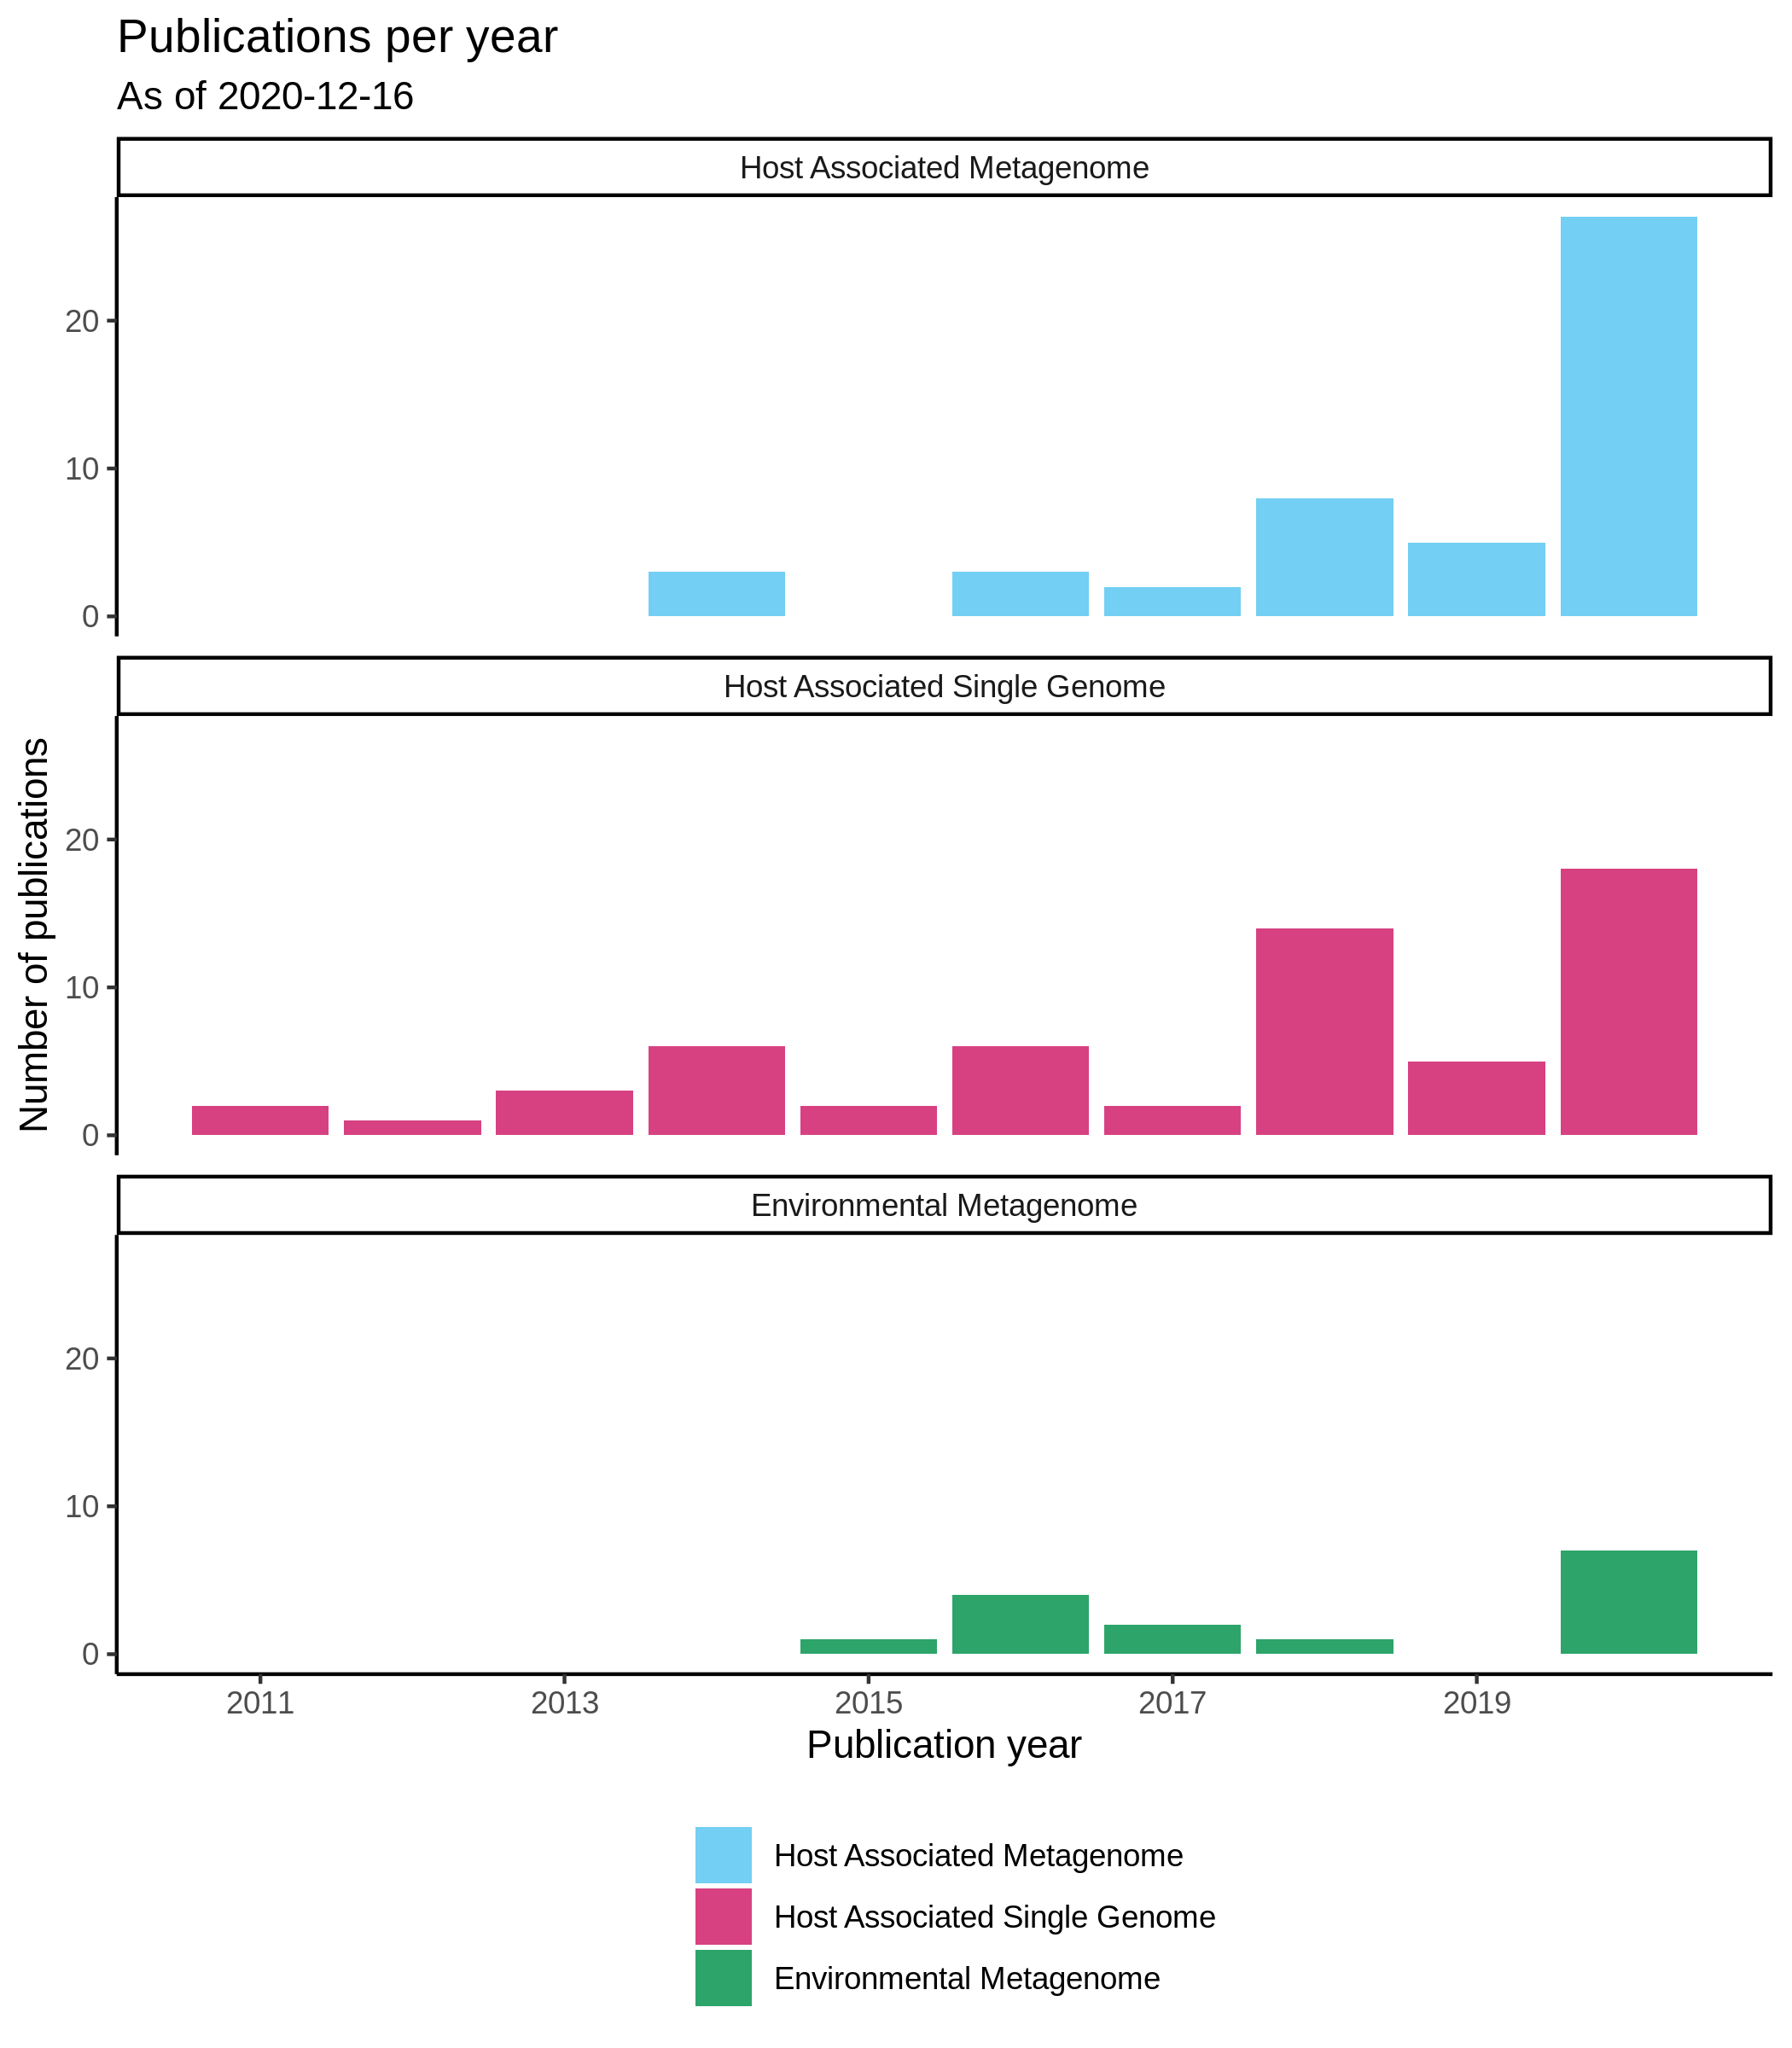 Publications per year
As of 2020-12-16
Host Associated Metagenome
20
10
0
Host Associated Single Genome
20
10
0
Number of publications
Environmental Metagenome
20
10
0
2011 2013 2015 2017 2019
Publication year
Host Associated Metagenome
Host Associated Single Genome
Environmental Metagenome